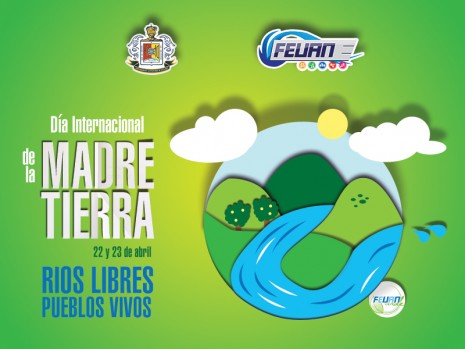 FEUAN
Día Internacional
de la MADRE
TIERRA
22 y 23 de abril
RIOS LIBRES
PUEBLOS VIVOS
FEUAN